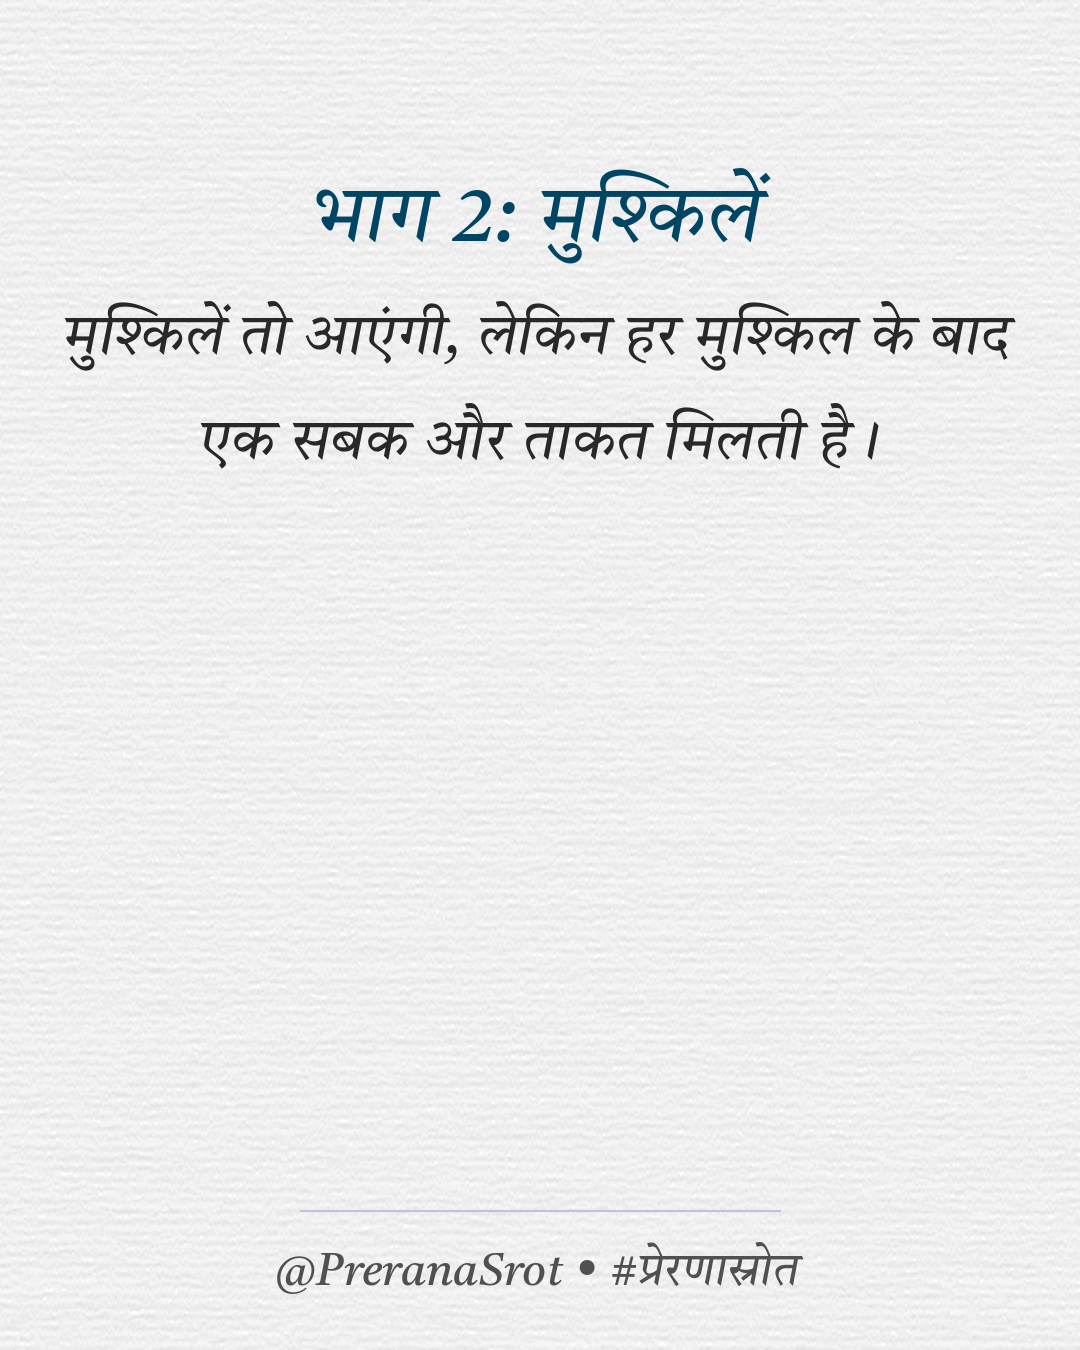 भाग 2: मुश्किलें
मुश्किलें तो आएंगी, लेकिन हर मुश्किल के बाद
एक सबक और ताकत मिलती है।
@PreranaSrot • #प्रेरणास्रोत